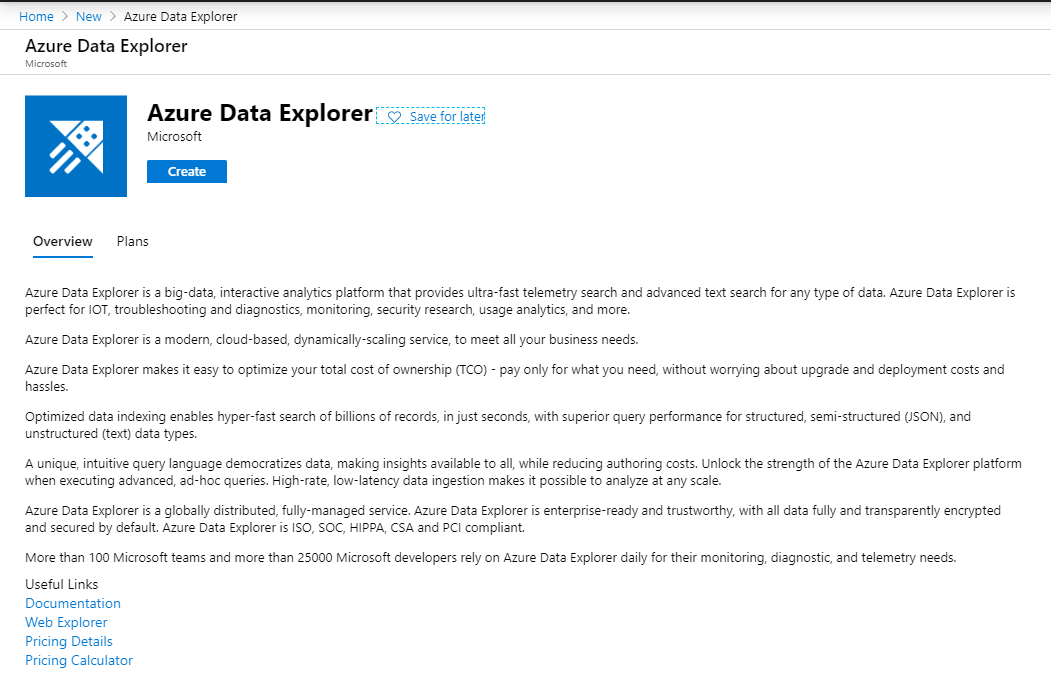 Home > New > Azure Data Explorer
Azure Data Explorer
Microsoft
Azure Data Explorer
Save for later
Microsoft
Create
Overview Plans
Azure Data Explorer is a big-data, interactive analytics platform that provides ultra-fast telemetry search and advanced text search for any type of data. Azure Data Explorer is
perfect for IOT, troubleshooting and diagnostics, monitoring, security research, usage analytics, and more.
Azure Data Explorer is a modern, cloud-based, dynamically-scaling service, to meet all your business needs.
Azure Data Explorer makes it easy to optimize your total cost of ownership (TCO) - pay only for what you need, without worrying about upgrade and deployment costs and
hassles.
Optimized data indexing enables hyper-fast search of billions of records, in just seconds, with superior query performance for structured, semi-structured (JSON), and
unstructured (text) data types.
A unique, intuitive query language democratizes data, making insights available to all, while reducing authoring costs. Unlock the strength of the Azure Data Explorer platform
when executing advanced, ad-hoc queries. High-rate, low-latency data ingestion makes it possible to analyze at any scale.
Azure Data Explorer is a globally distributed, fully-managed service. Azure Data Explorer is enterprise-ready and trustworthy, with all data fully and transparently encrypted
and secured by default. Azure Data Explorer is ISO, SOC, HIPPA, CSA and PCI compliant.
More than 100 Microsoft teams and more than 25000 Microsoft developers rely on Azure Data Explorer daily for their monitoring, diagnostic, and telemetry needs.
Useful Links
Documentation
Web Explorer
Pricing Details
Pricing Calculator